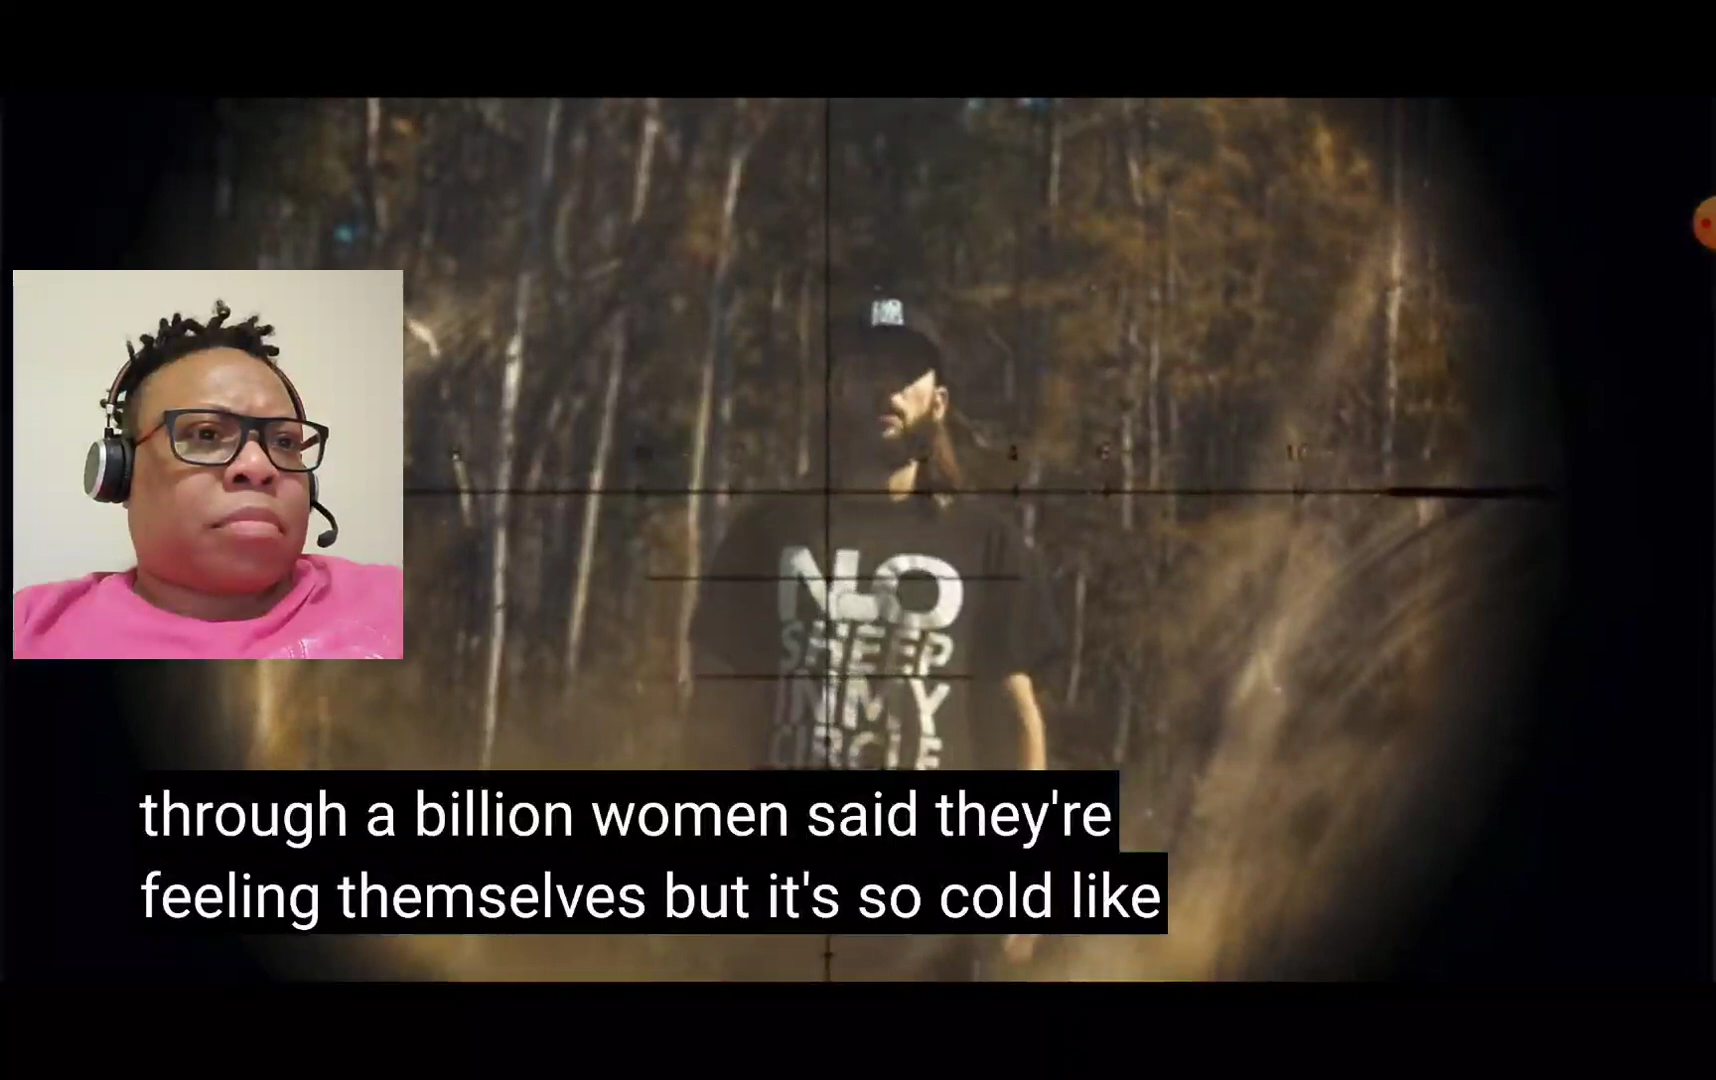 NO
SHEEP
IN MY
CIRCLE
through a billion women said they're
feeling themselves but it's so cold like